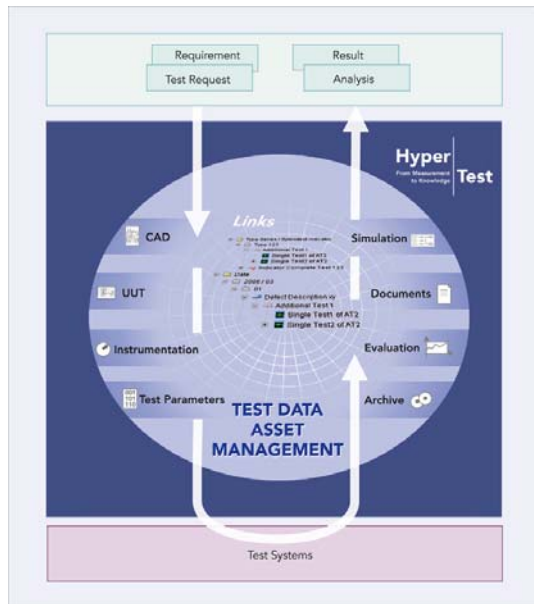 Requirement
Test Request
Result
Analysis
Hyper
Test
From Measurement
to Knowledge
Links
CAD
UUT
Instrumentation
Test Parameters
Simulation
Documents
Evaluation
Archive
Additional Test 1
Single Test1 of AT2
Single Test2 of AT2
Date
2006 / 03
01
Defect Description xy
Additional Test 1
Single Test1 of AT2
Single Test2 of AT2
TEST DATA
ASSET
MANAGEMENT
Test Systems